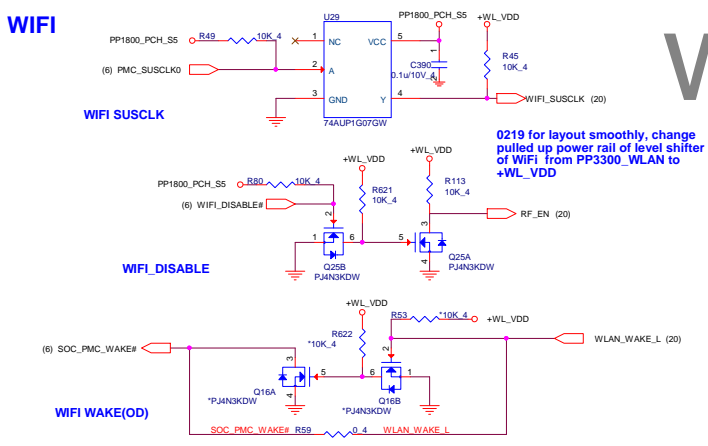 WIFI
U29
PP1800_PCH_S5
R49
10K_4
PP1800_PCH_S5
+WL_VDD
1
NC
VCC
5
(6) PMC_SUSCLK0
2
A
C390
0.1u/10V_4
1
2
R45
10K_4
3
GND
Y
4
WIFI_SUSCLK (20)
WIFI SUSCLK
74AUP1G07GW
V
0219 for layout smoothly, change
pulled up power rail of level shifter
of WiFi from PP3300_WLAN to
+WL_VDD
+WL_VDD
+WL_VDD
PP1800_PCH_S5
R80
10K_4
R621
10K_4
R113
10K_4
(6) WIFI_DISABLE#
2
3
RF_EN (20)
1
6
5
4
Q25B
PJ4N3KDW
Q25A
PJ4N3KDW
WIFI_DISABLE
+WL_VDD
R53
*10K_4
+WL_VDD
R622
*10K_4
(6) SOC_PMC_WAKE#
WLAN_WAKE_L (20)
3
2
5
6
1
4
Q16A
*PJ4N3KDW
Q16B
*PJ4N3KDW
WIFI WAKE(OD)
SOC_PMC_WAKE# R59 0_4 WLAN_WAKE_L